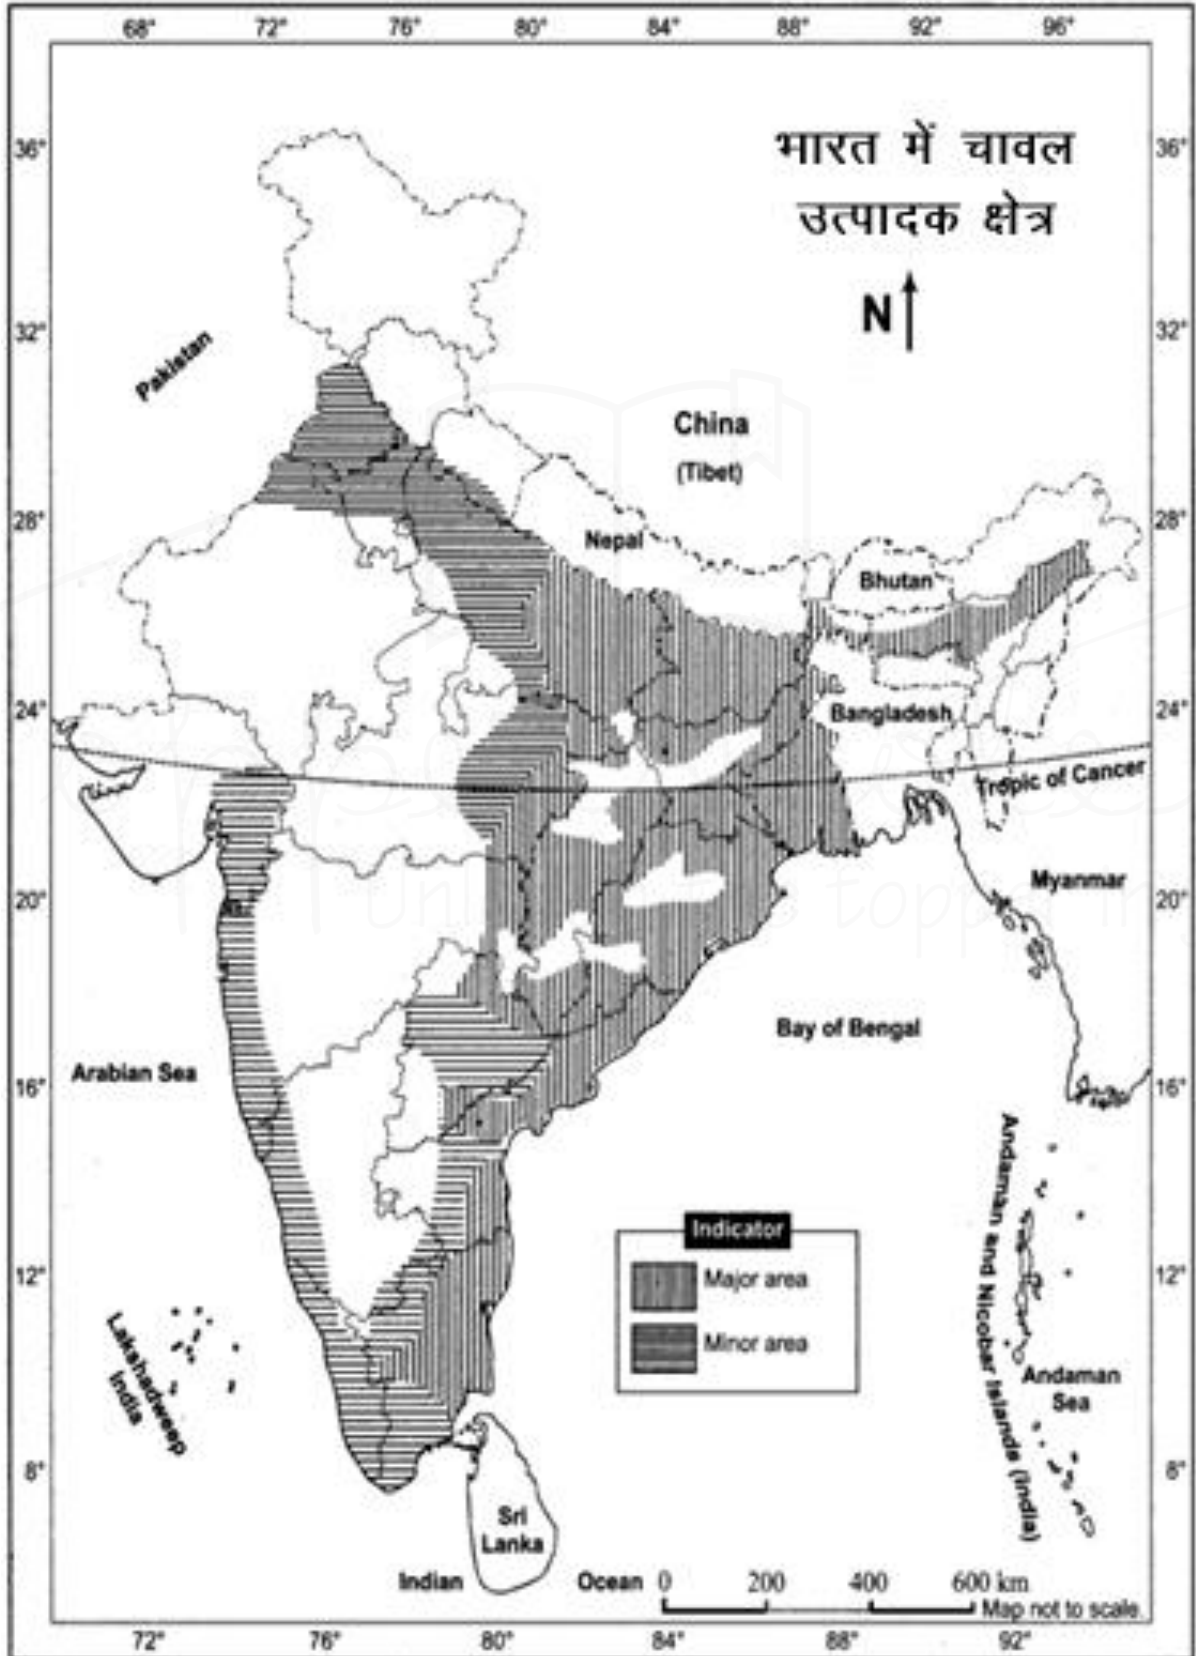 68° 72° 76° 80° 84° 88° 92° 96°
भारत में चावल
उत्पादक क्षेत्र
N
36° 36°
32° 32°
Pakistan
China
(Tibet)
28° 28°
Nepal
Bhutan
24° 24°
Bangladesh
Tropic of Cancer
Myanmar
20° 20°
Bay of Bengal
Arabian Sea
16° 16°
Andaman and Nicobar Islands (India)
Indicator
Major area
Minor area
12° 12°
Lakshadweep
India
Andaman
Sea
8° 8°
Sri
Lanka
Indian Ocean
0 200 400 600 km
Map not to scale.
72° 76° 80° 84° 88° 92°